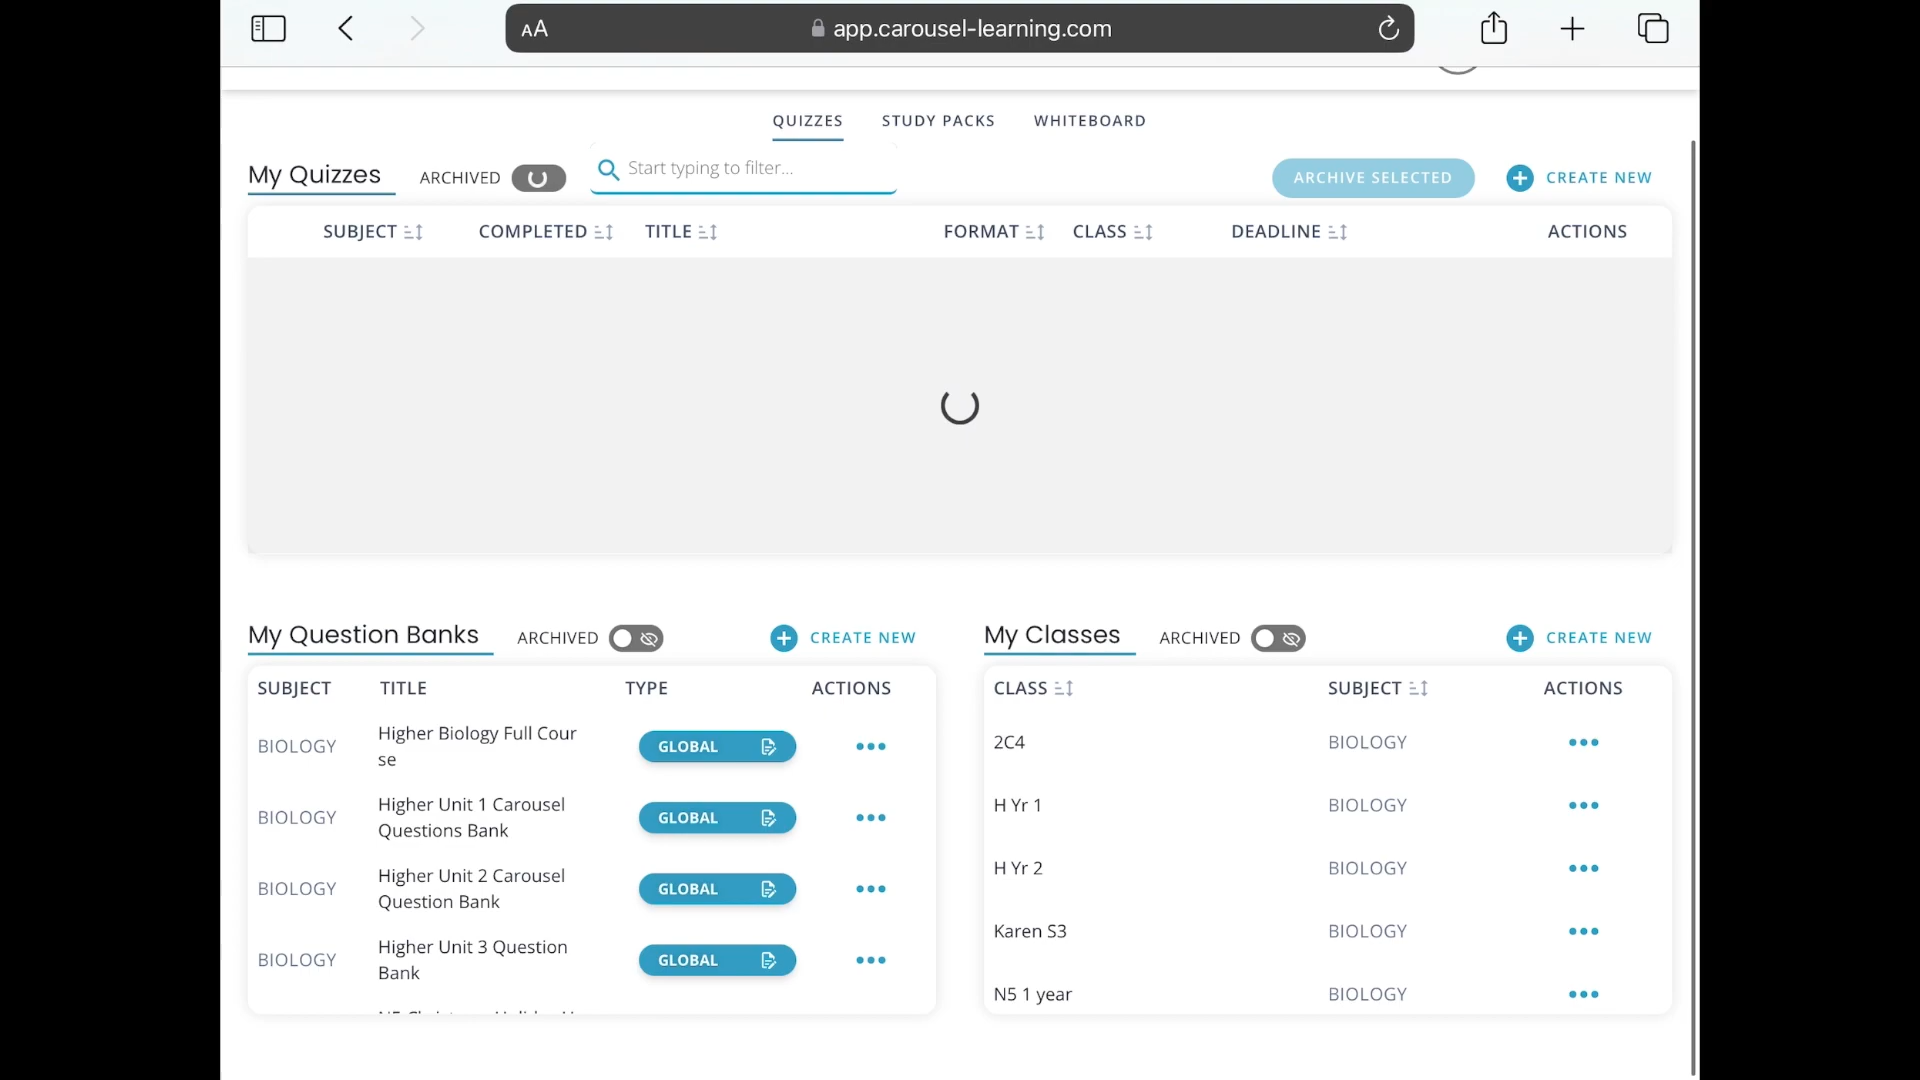 AA app.carousel-learning.com
QUIZZES STUDY PACKS WHITEBOARD
My Quizzes ARCHIVED Start typing to filter... ARCHIVE SELECTED CREATE NEW
SUBJECT COMPLETED TITLE FORMAT CLASS DEADLINE ACTIONS
My Question Banks ARCHIVED CREATE NEW
SUBJECT TITLE TYPE ACTIONS
BIOLOGY Higher Biology Full Cour
se GLOBAL
BIOLOGY Higher Unit 1 Carousel
Questions Bank GLOBAL
BIOLOGY Higher Unit 2 Carousel
Question Bank GLOBAL
BIOLOGY Higher Unit 3 Question
Bank GLOBAL
My Classes ARCHIVED CREATE NEW
CLASS SUBJECT ACTIONS
2C4 BIOLOGY
H Yr 1 BIOLOGY
H Yr 2 BIOLOGY
Karen S3 BIOLOGY
N5 1 year BIOLOGY